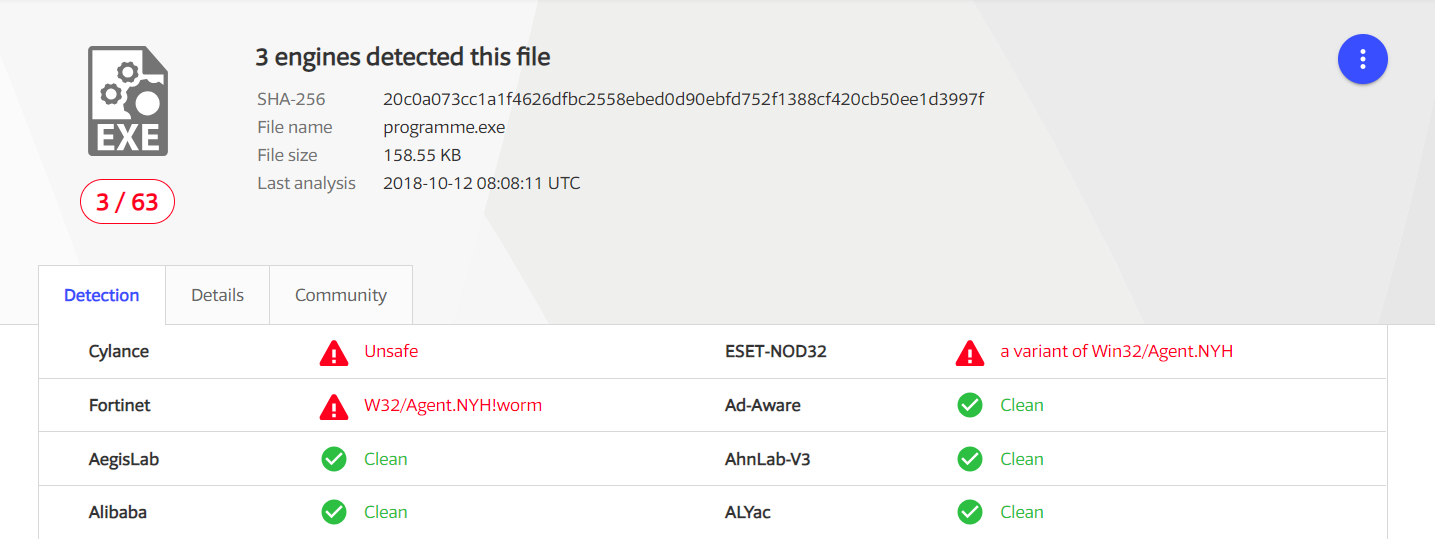 3 engines detected this file
SHA-256 20c0a073cc1a1f4626dfbc2558ebed0d90ebfd752f1388cf420cb50ee1d3997f
File name programme.exe
File size 158.55 KB
Last analysis 2018-10-12 08:08:11 UTC
EXE
3 / 63
Detection Details Community
Cylance Unsafe ESET-NOD32 a variant of Win32/Agent.NYH
Fortinet W32/Agent.NYH!worm Ad-Aware Clean
AegisLab Clean AhnLab-V3 Clean
Alibaba Clean ALYac Clean